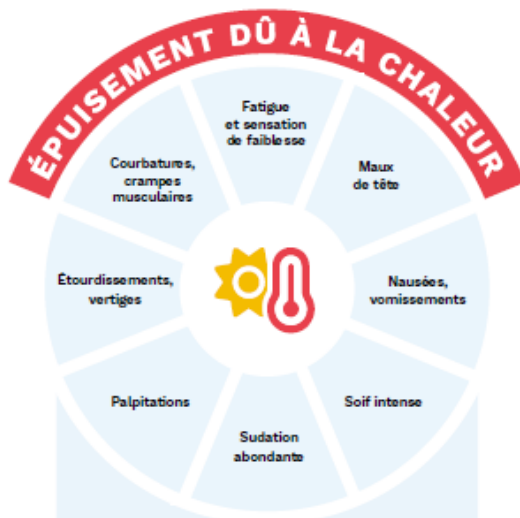 ÉPUISEMENT DÛ À LA CHALEUR
Fatigue
et sensation
de faiblesse
Maux
de tête
Nausées,
vomissements
Soif intense
Sudation
abondante
Palpitations
Étourdissements,
vertiges
Courbatures,
crampes
musculaires